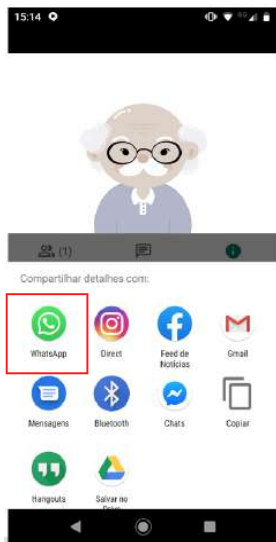 15:14
(1)
Compartilhar detalhes com:
WhatsApp Direct Feed de Notícias Gmail
Mensagens Bluetooth Chats Copiar
Hangouts Salvar no Drive